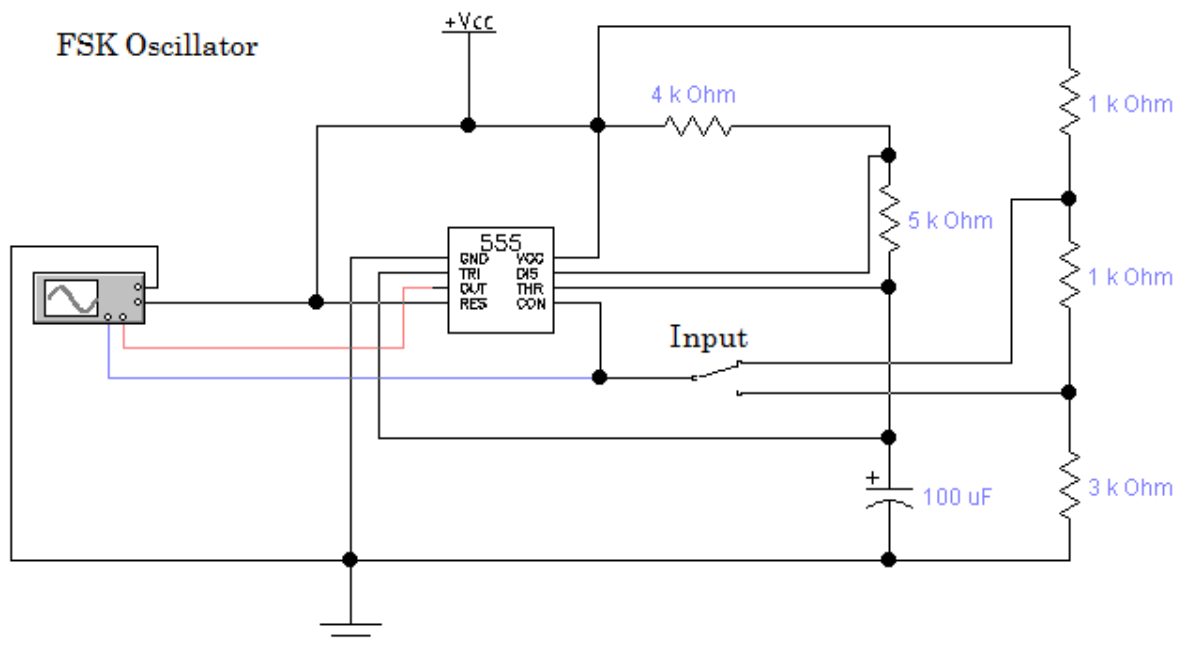 +Vcc
FSK Oscillator
4 k Ohm
1 k Ohm
5 k Ohm
555
GND VCC
TRI DIS
OUT THR
RES CON
1 k Ohm
Input
+
100 uF
3 k Ohm